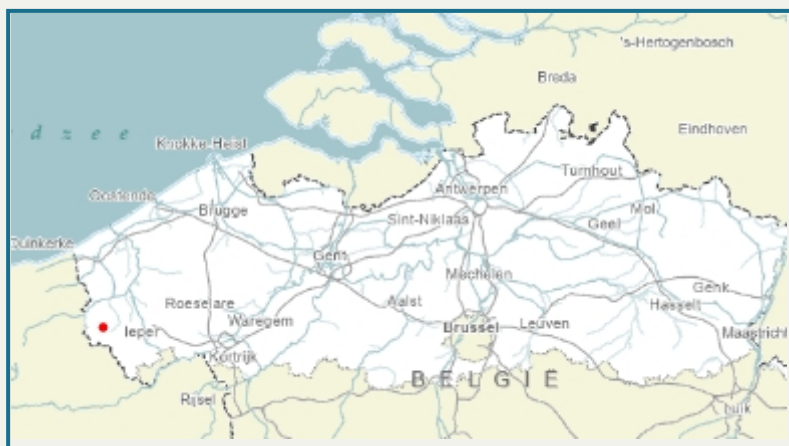 's-Hertogenbosch
Breda
Eindhoven
d z e e
Knokke-Heist
Turnhout
Oostende
Antwerpen
Brugge
Sint-Niklaas
Mol
Geel
Duinkerke
Gent
Mechelen
Genk
Roeselare
Aalst
Hasselt
Ieper
Waregem
Brussel
Leuven
Maastricht
Kortrijk
BELGIË
Rijsel
Luik